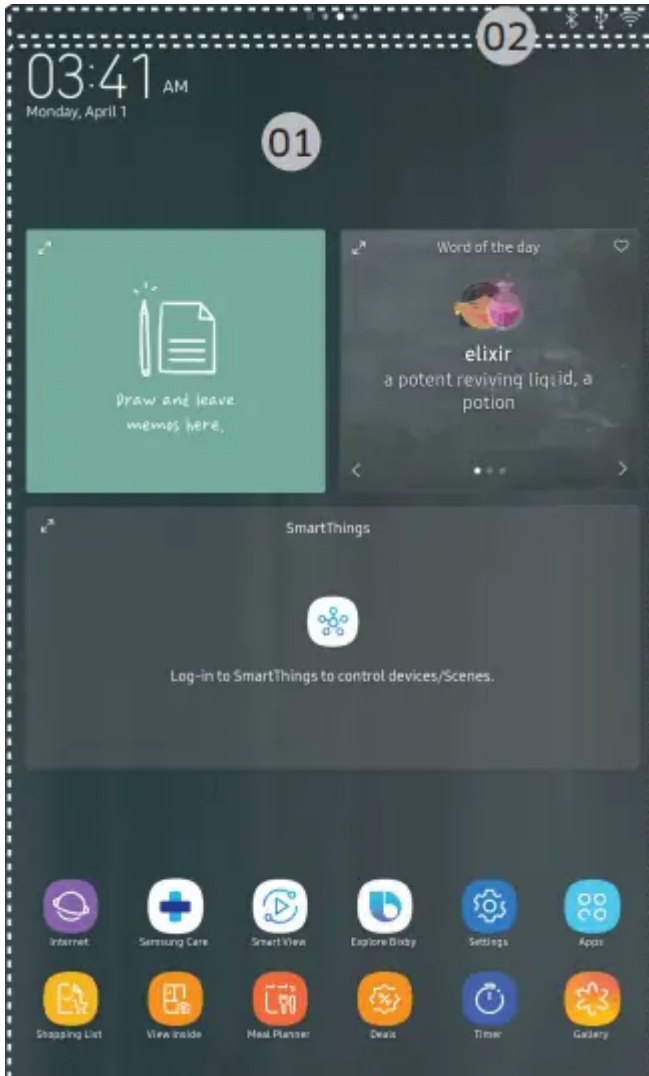 02
03:41 AM
Monday, April 1
01
Draw and leave
memos here.
Word of the day
elixir
a potent reviving liquid, a
potion
SmartThings
Log-in to SmartThings to control devices/Scenes.
Internet Samsung Care Smart View Explore Bixby Settings Apps
Shopping List View Inside Meal Planner Deals Timer Gallery